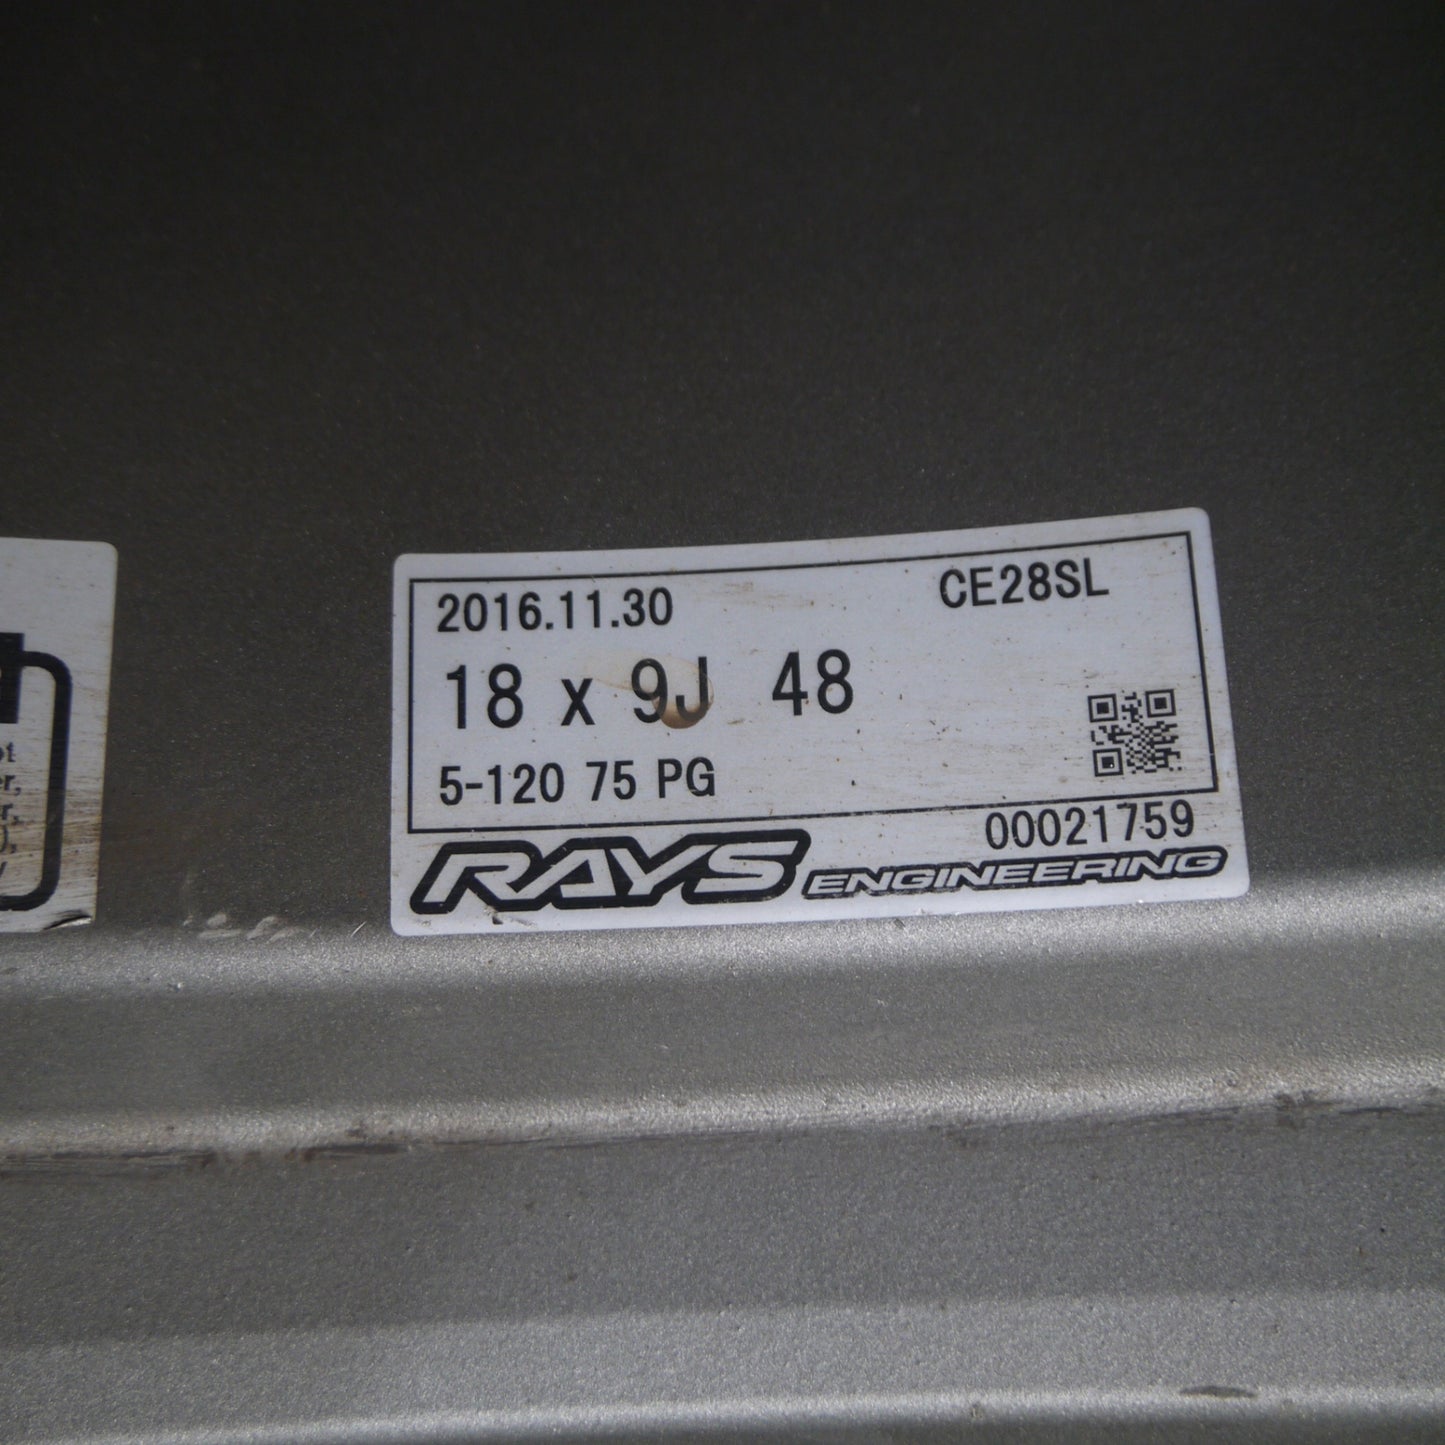 2016.11.30 CE28SL
18 x 9J 48
5-120 75 PG
00021759
RAYS ENGINEERING